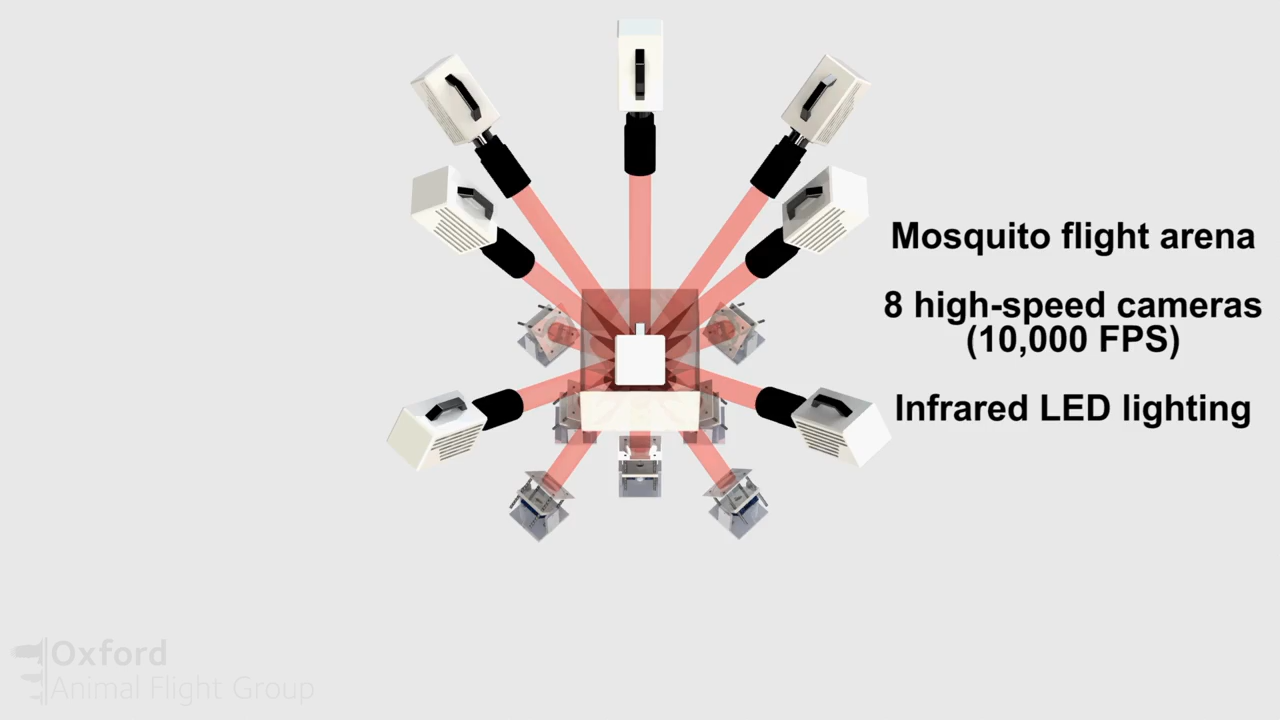 Mosquito flight arena
8 high-speed cameras
(10,000 FPS)
Infrared LED lighting
Oxford
Animal Flight Group